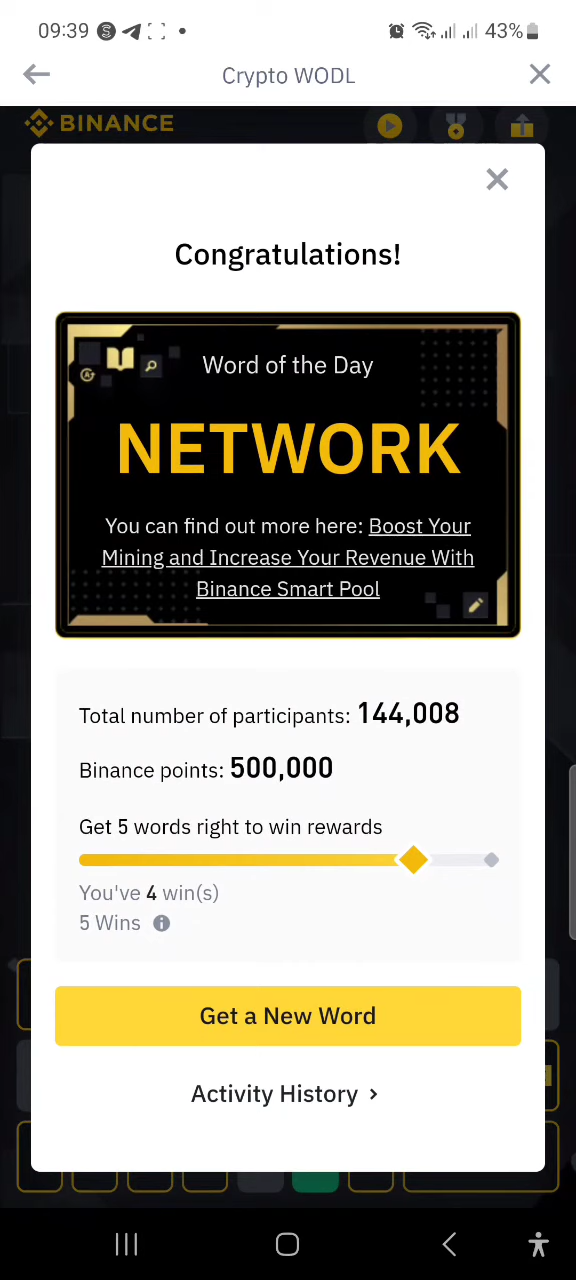 09:39 43%
Crypto WODL
BINANCE
Congratulations!
Word of the Day
NETWORK
You can find out more here: Boost Your
Mining and Increase Your Revenue With
Binance Smart Pool
Total number of participants: 144,008
Binance points: 500,000
Get 5 words right to win rewards
You've 4 win(s)
5 Wins
Get a New Word
Activity History